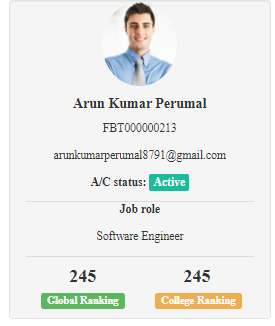 Arun Kumar Perumal
FBT000000213
arunkumarperumal8791@gmail.com
A/C status: Active
Job role
Software Engineer
245 245
Global Ranking College Ranking